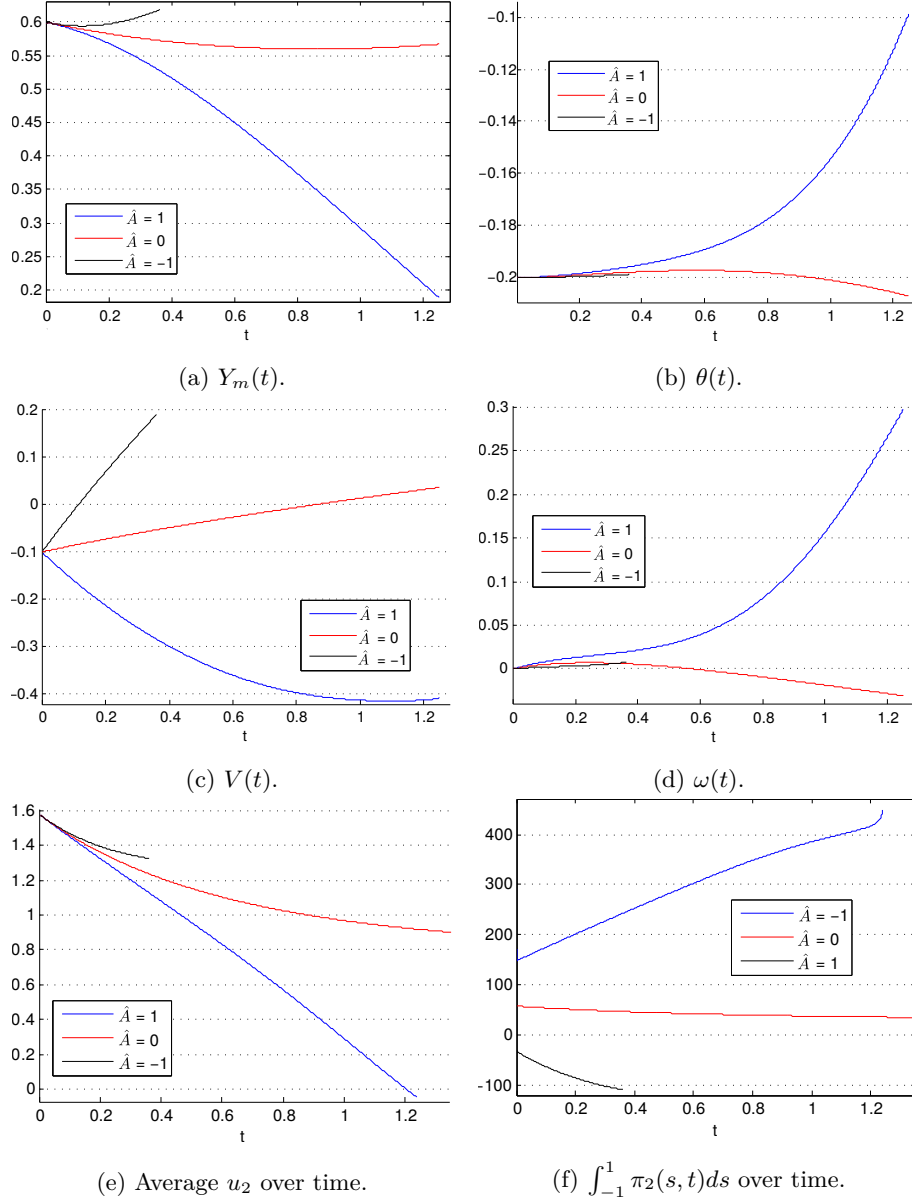 0.6
0.55
0.5
0.45
0.4
0.35
0.3
0.25
0.2
0 0.2 0.4 0.6 0.8 1 1.2
t
Â = 1
Â = 0
Â = −1
(a) Y_m(t).
−0.1
−0.12
−0.14
−0.16
−0.18
−0.2
0.2 0.4 0.6 0.8 1 1.2
t
Â = 1
Â = 0
Â = −1
(b) θ(t).
0.2
0.1
0
−0.1
−0.2
−0.3
−0.4
0 0.2 0.4 0.6 0.8 1 1.2
t
Â = 1
Â = 0
Â = −1
(c) V(t).
0.3
0.25
0.2
0.15
0.1
0.05
0
0 0.2 0.4 0.6 0.8 1 1.2
t
Â = 1
Â = 0
Â = −1
(d) ω(t).
1.6
1.4
1.2
1
0.8
0.6
0.4
0.2
0
0 0.2 0.4 0.6 0.8 1 1.2
t
Â = 1
Â = 0
Â = −1
(e) Average u_2 over time.
400
300
200
100
0
−100
0 0.2 0.4 0.6 0.8 1 1.2
t
Â = −1
Â = 0
Â = 1
(f) ∫_{−1}^{1} π_2(s, t)ds over time.